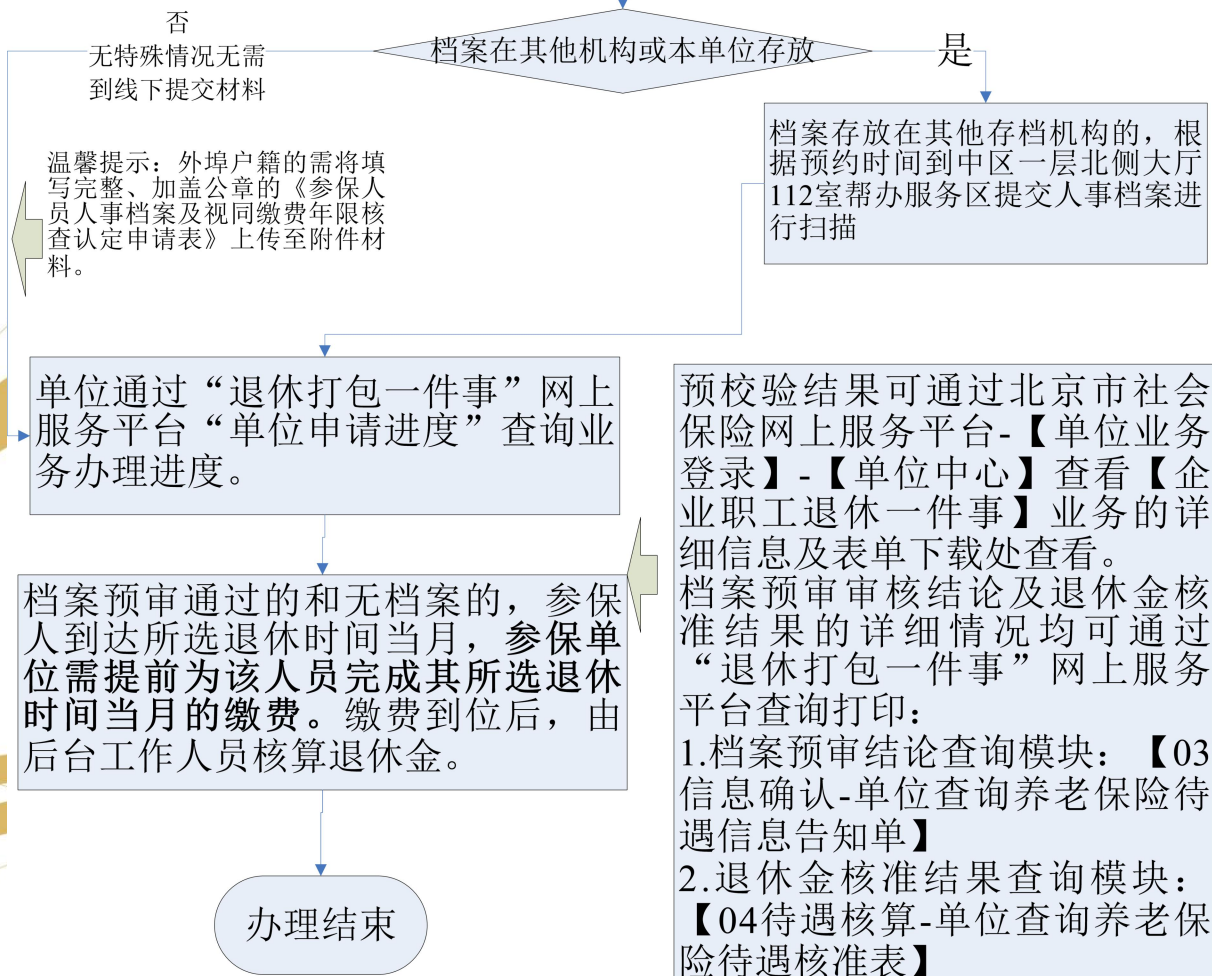 否
无特殊情况无需
到线下提交材料
档案在其他机构或本单位存放
是
档案存放在其他存档机构的，根
据预约时间到中区一层北侧大厅
112室帮办服务区提交人事档案进
行扫描
温馨提示：外埠户籍的需将填
写完整、加盖公章的《参保人
员人事档案及视同缴费年限核
查认定申请表》上传至附件材
料。
单位通过“退休打包一件事”网上
服务平台“单位申请进度”查询业
务办理进度。
档案预审通过的和无档案的，参保
人到达所选退休时间当月，参保单
位需提前为该人员完成其所选退休
时间当月的缴费。缴费到位后，由
后台工作人员核算退休金。
办理结束
预校验结果可通过北京市社会
保险网上服务平台-【单位业务
登录】-【单位中心】查看【企
业职工退休一件事】业务的详
细信息及表单下载处查看。
档案预审审核结论及退休金核
准结果的详细情况均可通过
“退休打包一件事”网上服务
平台查询打印：
1.档案预审结论查询模块：【03
信息确认-单位查询养老保险待
遇信息告知单】
2.退休金核准结果查询模块：
【04待遇核算-单位查询养老保
险待遇核准表】